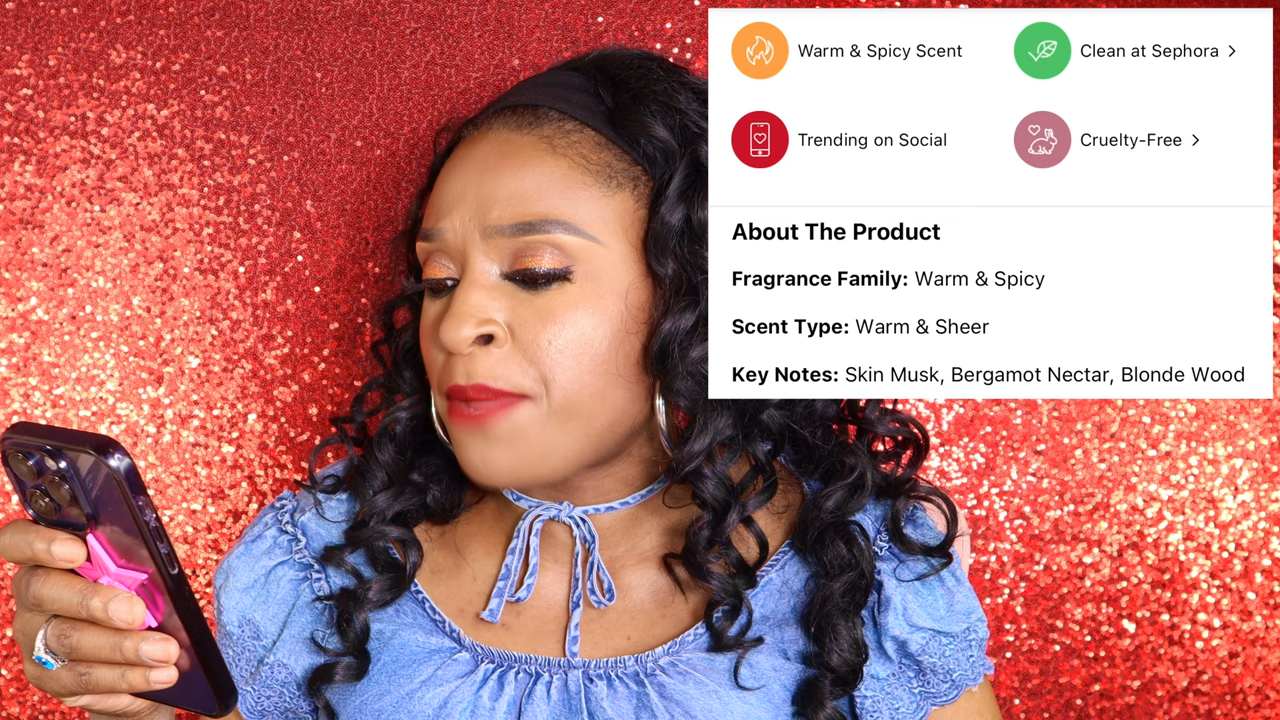 Warm & Spicy Scent
Clean at Sephora
Trending on Social
Cruelty-Free
About The Product
Fragrance Family: Warm & Spicy
Scent Type: Warm & Sheer
Key Notes: Skin Musk, Bergamot Nectar, Blonde Wood